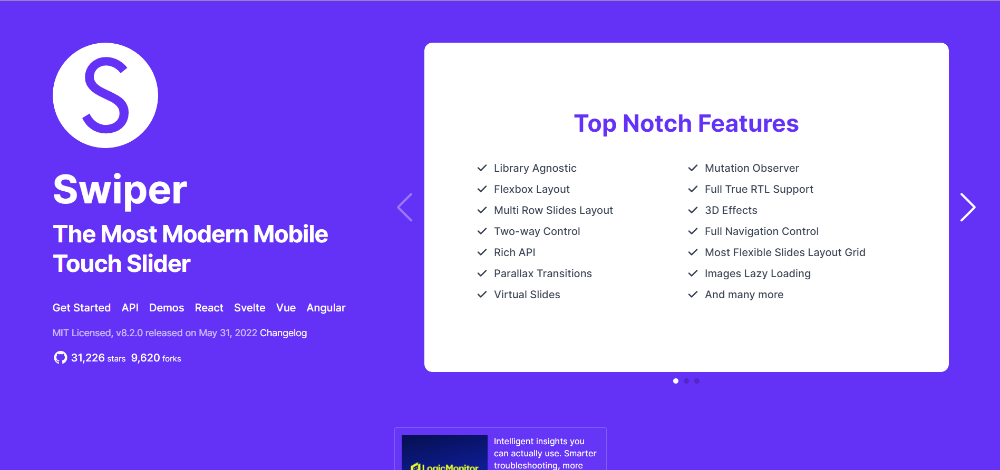 S
Swiper
The Most Modern Mobile
Touch Slider
Get Started API Demos React Svelte Vue Angular
MIT Licensed, v8.2.0 released on May 31, 2022 Changelog
31,226 stars 9,620 forks
Top Notch Features
Library Agnostic
Flexbox Layout
Multi Row Slides Layout
Two-way Control
Rich API
Parallax Transitions
Virtual Slides
Mutation Observer
Full True RTL Support
3D Effects
Full Navigation Control
Most Flexible Slides Layout Grid
Images Lazy Loading
And many more
LogicMonitor
Intelligent insights you
can actually use. Smarter
troubleshooting, more